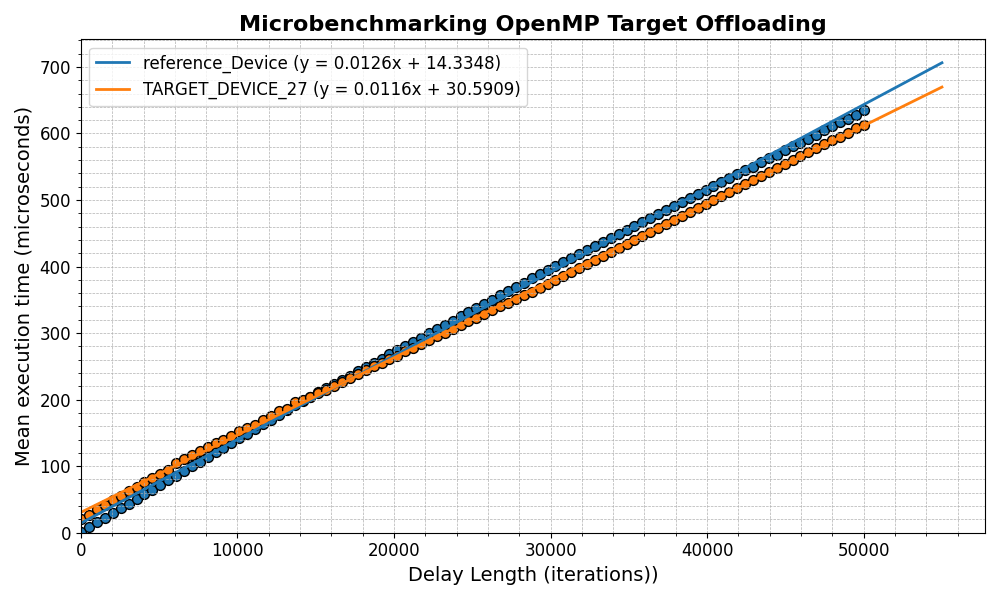 Microbenchmarking OpenMP Target Offloading
reference_Device (y = 0.0126x + 14.3348)
TARGET_DEVICE_27 (y = 0.0116x + 30.5909)
Mean execution time (microseconds)
700
600
500
400
300
200
100
0
0 10000 20000 30000 40000 50000
Delay Length (iterations))